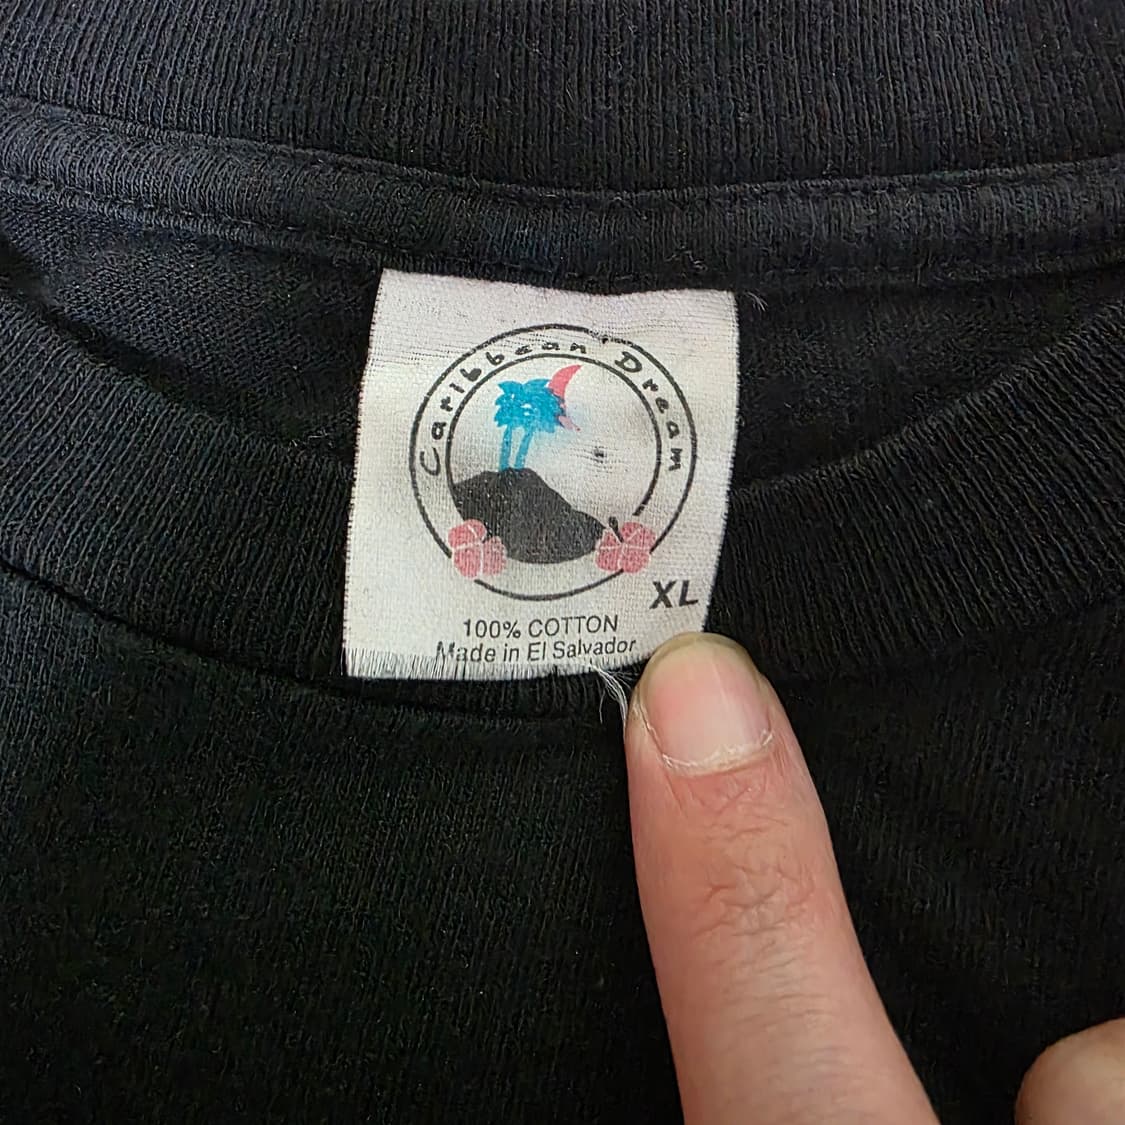 Caribbean Dream
XL
100% COTTON
Made in El Salvador